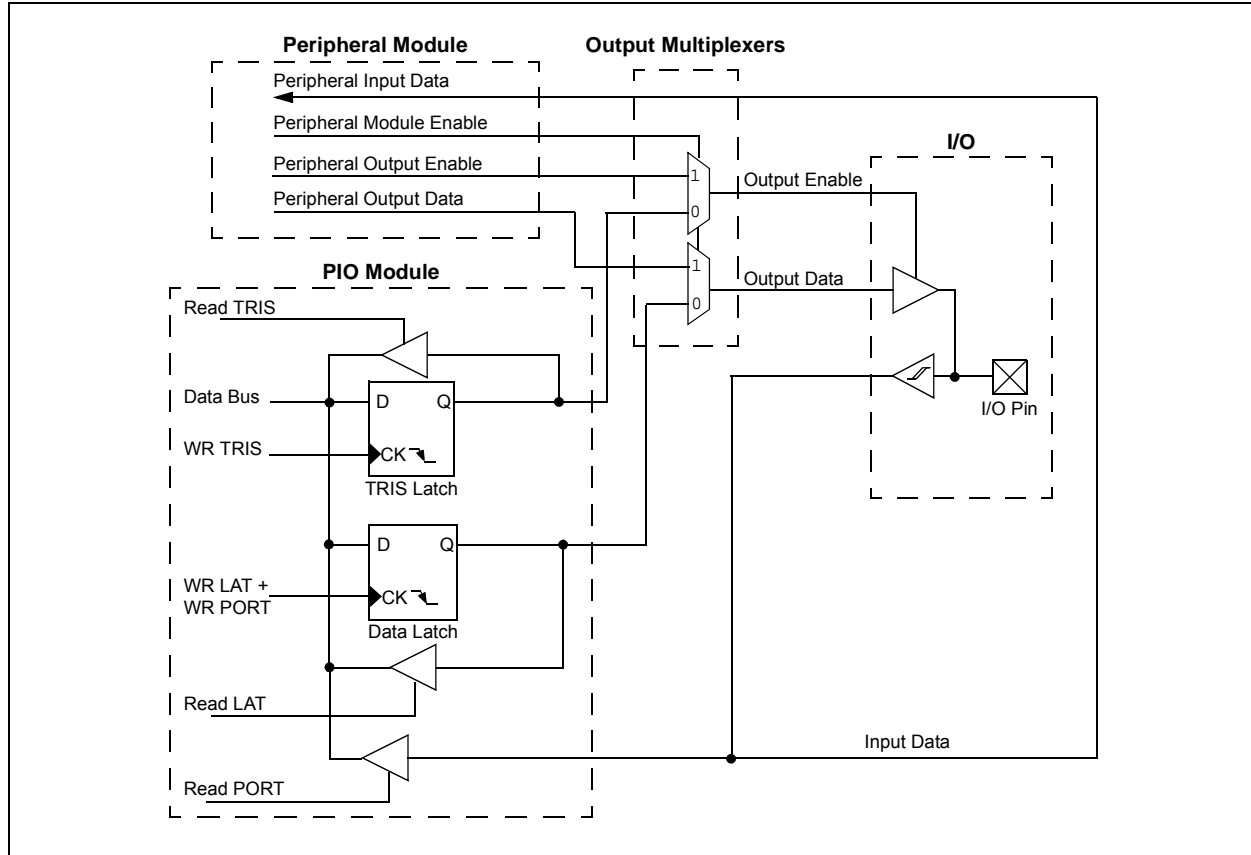 Peripheral Module
Output Multiplexers
Peripheral Input Data
Peripheral Module Enable
Peripheral Output Enable
Peripheral Output Data
1
0
1
0
Output Enable
Output Data
I/O
I/O Pin
PIO Module
Read TRIS
Data Bus
D Q
WR TRIS
CK
TRIS Latch
D Q
WR LAT +
WR PORT
CK
Data Latch
Read LAT
Input Data
Read PORT